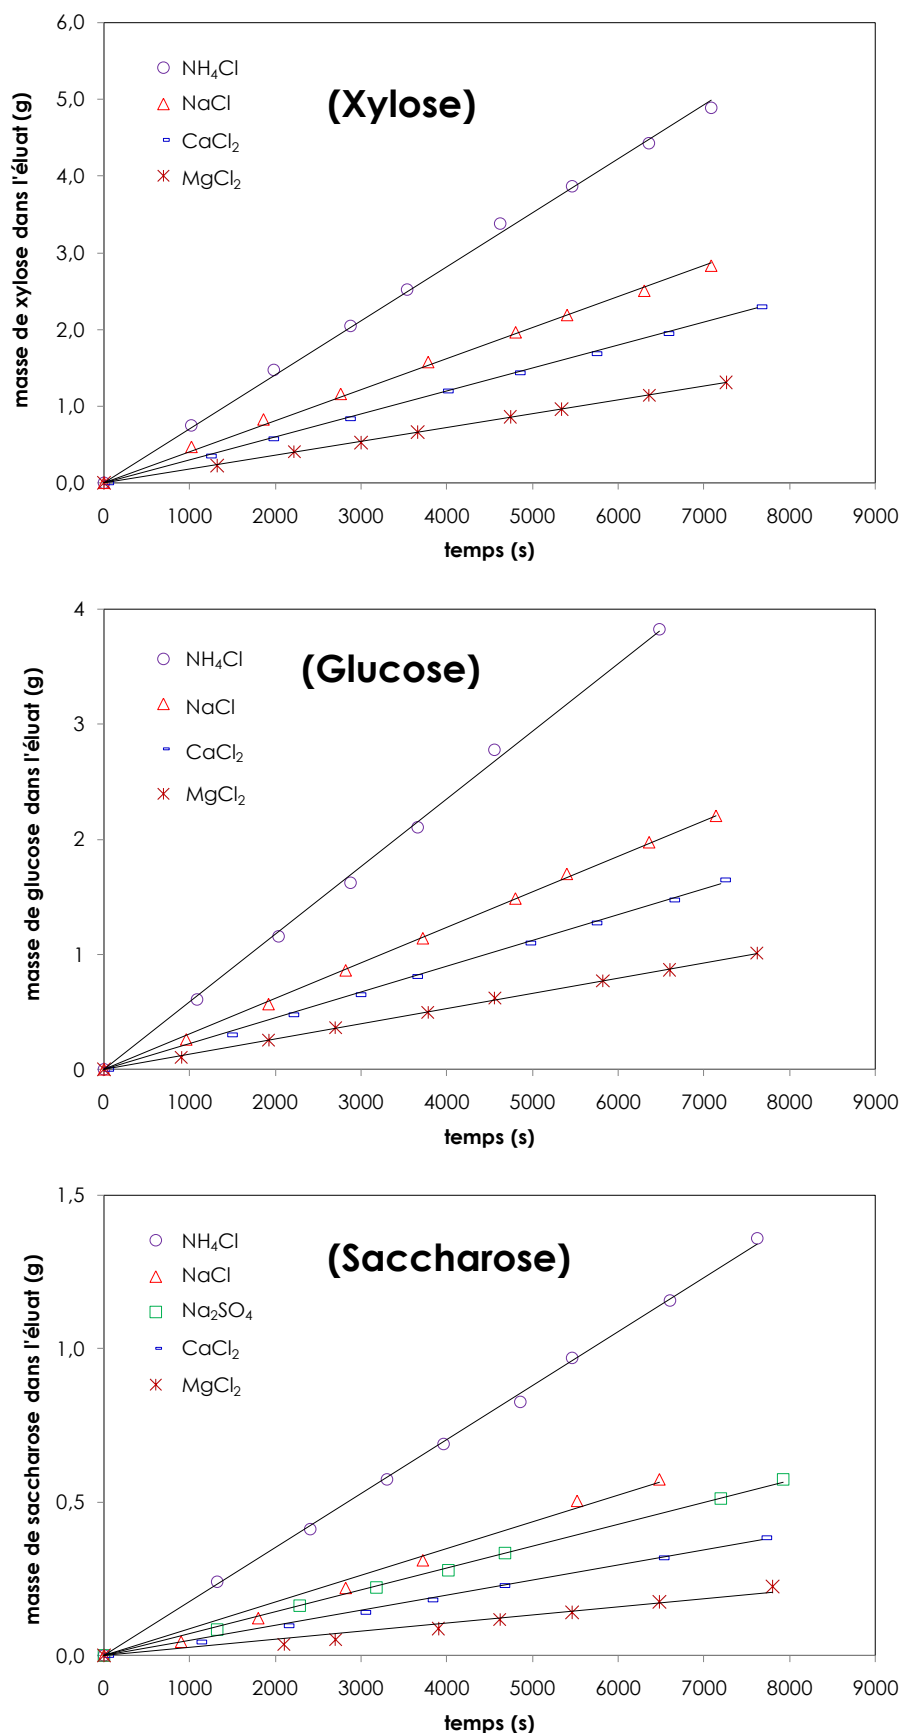 6,0
5,0
4,0
3,0
2,0
1,0
0,0
masse de xylose dans l'éluat (g)
(Xylose)
NH₄Cl
NaCl
CaCl₂
MgCl₂
0 1000 2000 3000 4000 5000 6000 7000 8000 9000
temps (s)
4
3
2
1
0
masse de glucose dans l'éluat (g)
(Glucose)
NH₄Cl
NaCl
CaCl₂
MgCl₂
0 1000 2000 3000 4000 5000 6000 7000 8000 9000
temps (s)
1,5
1,0
0,5
0,0
masse de saccharose dans l'éluat (g)
(Saccharose)
NH₄Cl
NaCl
Na₂SO₄
CaCl₂
MgCl₂
0 1000 2000 3000 4000 5000 6000 7000 8000 9000
temps (s)